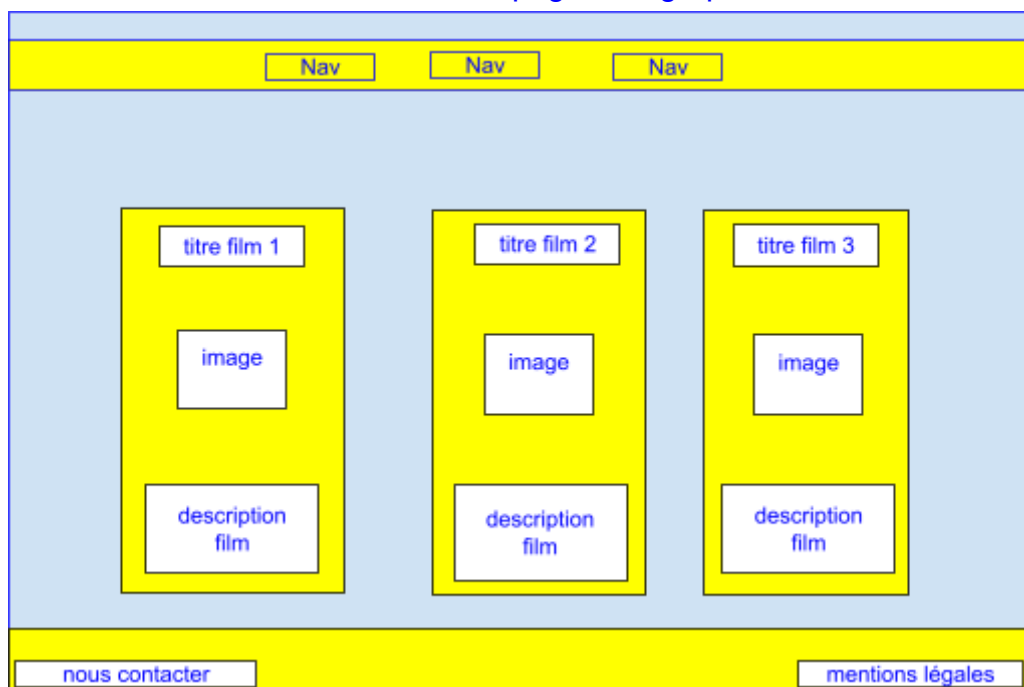 Nav
Nav
Nav
titre film 1
titre film 2
titre film 3
image
image
image
description
film
description
film
description
film
nous contacter
mentions légales